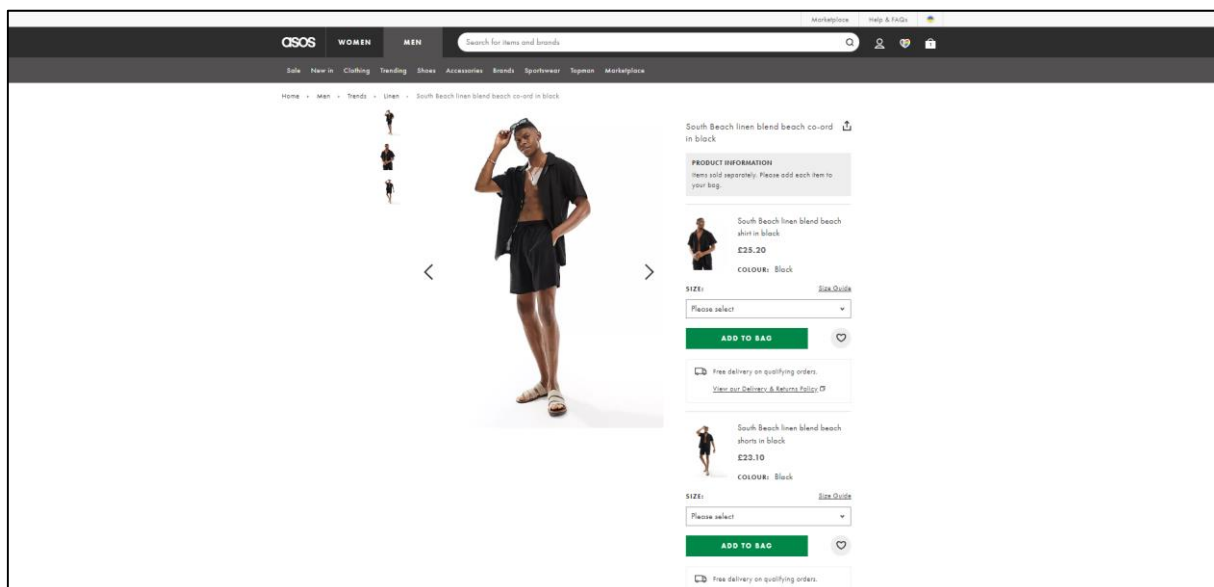 Marketplace Help & FAQs
asos WOMEN MEN Search for items and brands 1
Sale New in Clothing Trending Shoes Accessories Brands Sportswear Topman Marketplace
Home › Men › Trends › Linen › South Beach linen blend beach co-ord in black
South Beach linen blend beach co-ord
in black
PRODUCT INFORMATION
Items sold separately. Please add each item to
your bag.
South Beach linen blend beach
shirt in black
£25.20
COLOUR: Black
SIZE: Size Guide
Please select
ADD TO BAG
Free delivery on qualifying orders.
View our Delivery & Returns Policy
South Beach linen blend beach
shorts in black
£23.10
COLOUR: Black
SIZE: Size Guide
Please select
ADD TO BAG
Free delivery on qualifying orders.